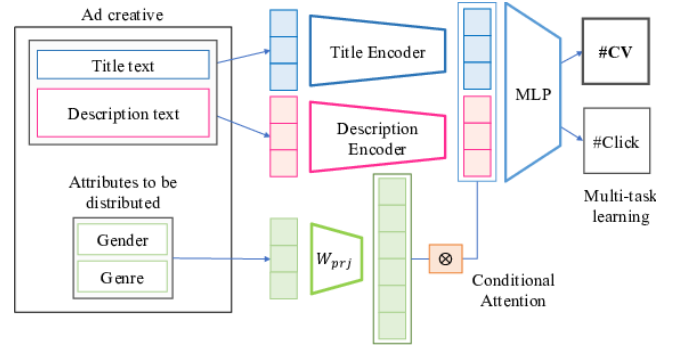 Ad creative
Title text
Description text
Attributes to be
distributed
Gender
Genre
Title Encoder
Description
Encoder
W_prj
⊗
Conditional
Attention
MLP
#CV
#Click
Multi-task
learning